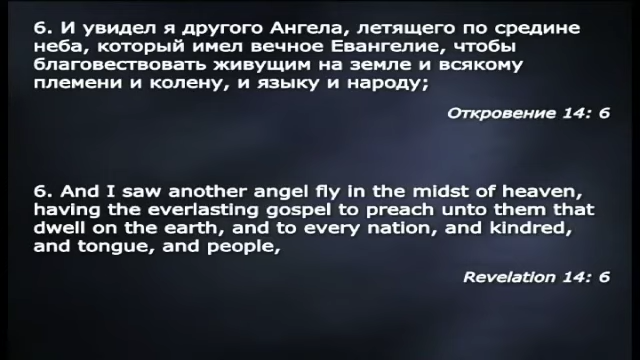 6. И увидел я другого Ангела, летящего по средине
неба, который имел вечное Евангелие, чтобы
благовествовать живущим на земле и всякому
племени и колену, и языку и народу;
Откровение 14: 6
6. And I saw another angel fly in the midst of heaven,
having the everlasting gospel to preach unto them that
dwell on the earth, and to every nation, and kindred,
and tongue, and people,
Revelation 14: 6